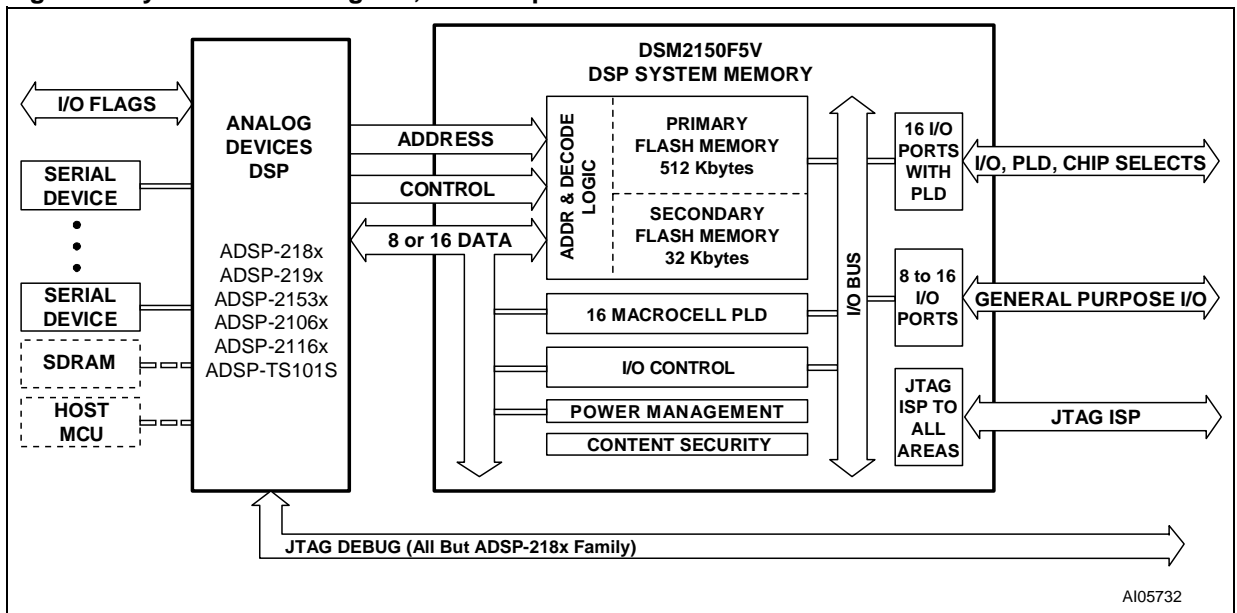 DSM2150F5V
DSP SYSTEM MEMORY
I/O FLAGS
SERIAL
DEVICE
SERIAL
DEVICE
SDRAM
HOST
MCU
ANALOG
DEVICES
DSP
ADSP-218x
ADSP-219x
ADSP-2153x
ADSP-2106x
ADSP-2116x
ADSP-TS101S
ADDRESS
CONTROL
8 or 16 DATA
ADDR & DECODE
LOGIC
PRIMARY
FLASH MEMORY
512 Kbytes
SECONDARY
FLASH MEMORY
32 Kbytes
16 MACROCELL PLD
I/O CONTROL
POWER MANAGEMENT
CONTENT SECURITY
I/O BUS
16 I/O
PORTS
WITH
PLD
I/O, PLD, CHIP SELECTS
8 to 16
I/O
PORTS
GENERAL PURPOSE I/O
JTAG
ISP TO
ALL
AREAS
JTAG ISP
JTAG DEBUG (All But ADSP-218x Family)
AI05732